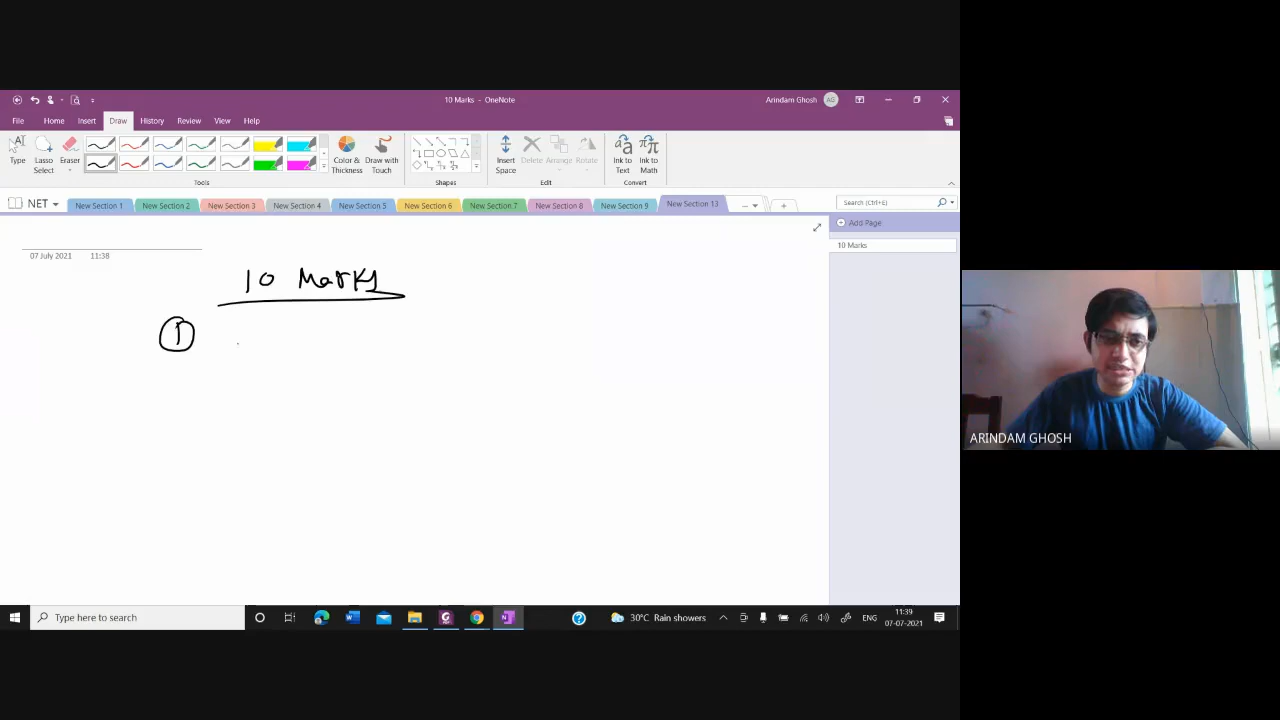 10 Marks - OneNote
Arindam Ghosh AG
File Home Insert Draw History Review View Help
Type Lasso Select Eraser Color & Thickness Draw with Touch Insert Space Delete Arrange Rotate Ink to Text Ink to Math
Tools Shapes Edit Convert
NET New Section 1 New Section 2 New Section 3 New Section 4 New Section 5 New Section 6 New Section 7 New Section 8 New Section 9 New Section 13 Search (Ctrl+E)
Add Page
10 Marks
07 July 2021 11:38
10 Marks
1
ARINDAM GHOSH
Type here to search
30°C Rain showers
ENG
11:39
07-07-2021